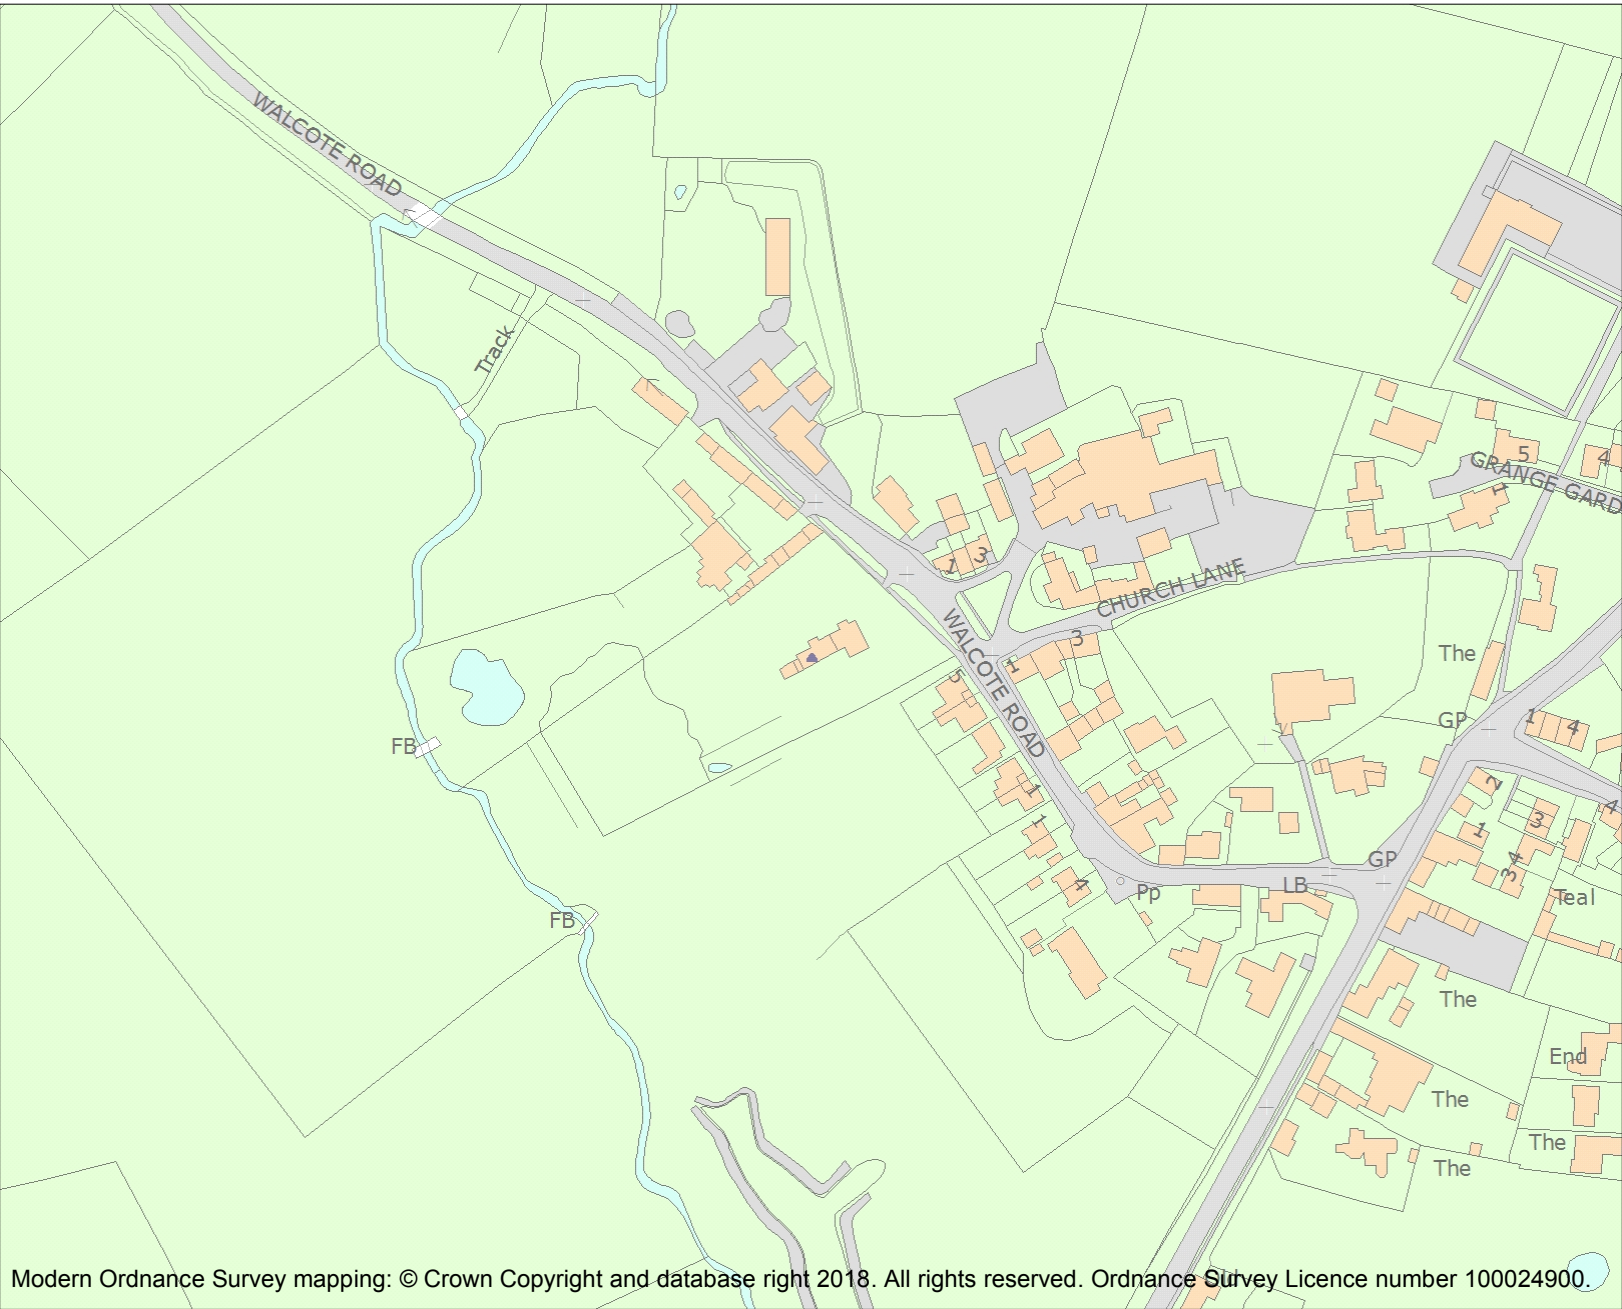 WALCOTE ROAD
Track
5
4
GRANGE GARD
1
1
3
CHURCH LANE
WALCOTE ROAD
3
1
The
5
GP
1
4
FB
1
2
4
1
3
1
GP
3 4
4
LB
Pp
Teal
FB
The
End
The
The
The
Modern Ordnance Survey mapping: © Crown Copyright and database right 2018. All rights reserved. Ordnance Survey Licence number 100024900.